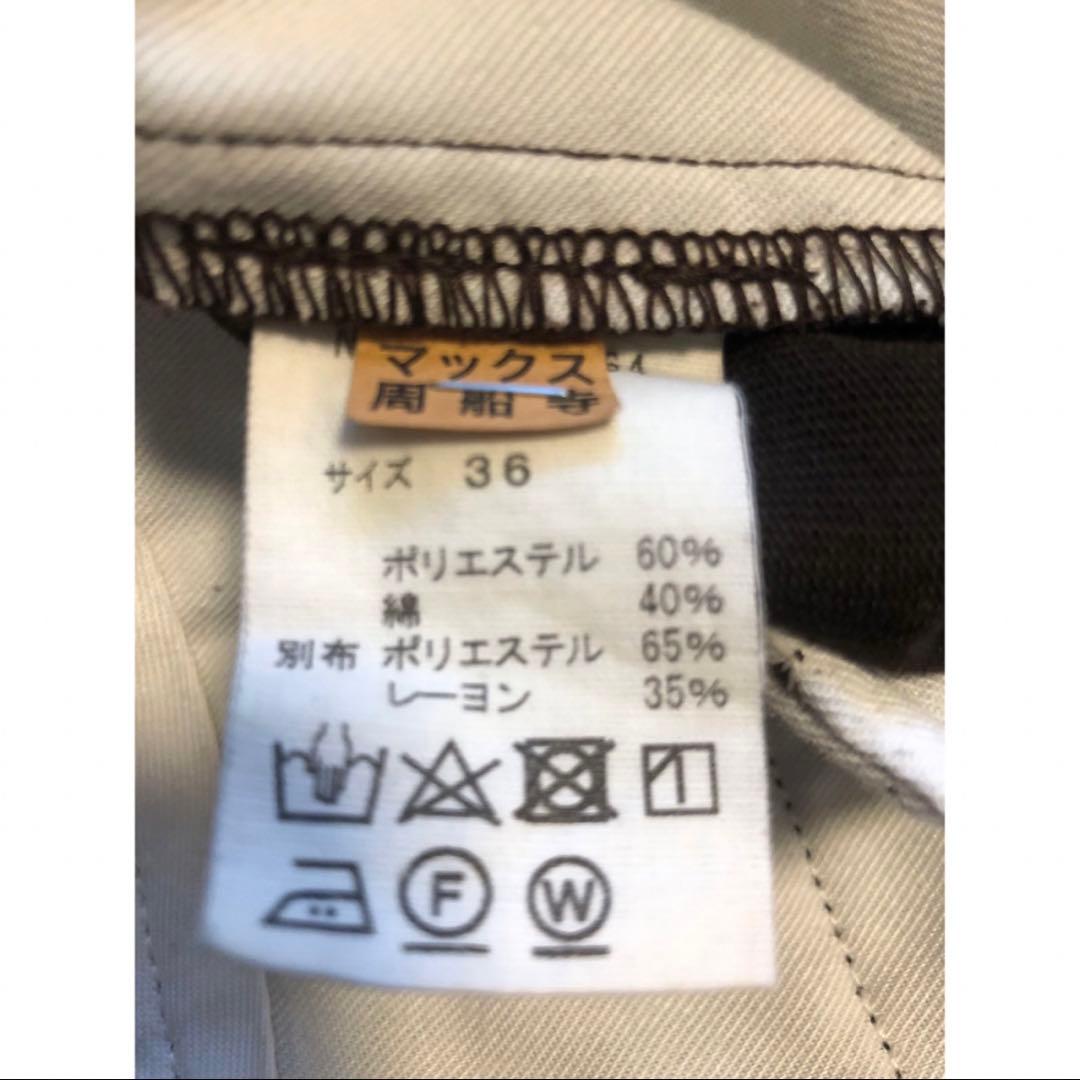 マックス
周船寺
サイズ 36
ポリエステル 60%
綿 40%
別布 ポリエステル 65%
レーヨン 35%
F W